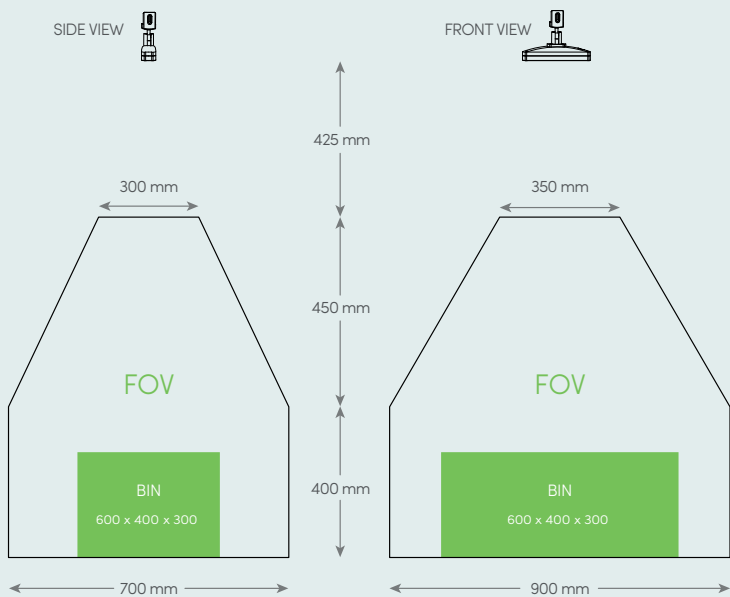 SIDE VIEW
FRONT VIEW
425 mm
300 mm
350 mm
450 mm
FOV
FOV
400 mm
BIN
600 x 400 x 300
BIN
600 x 400 x 300
700 mm
900 mm